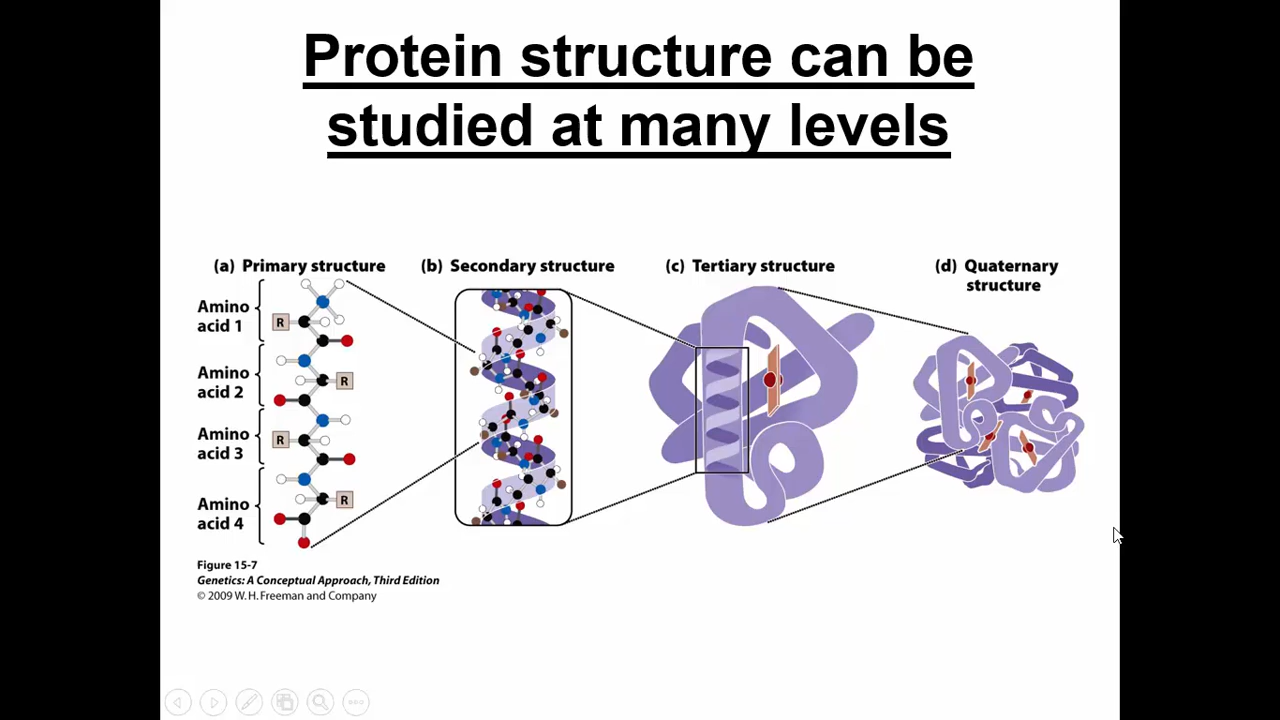 Protein structure can be
studied at many levels
(a) Primary structure
(b) Secondary structure
(c) Tertiary structure
(d) Quaternary
structure
Amino
acid 1
R
Amino
acid 2
R
Amino
acid 3
R
Amino
acid 4
R
Figure 15-7
Genetics: A Conceptual Approach, Third Edition
© 2009 W. H. Freeman and Company